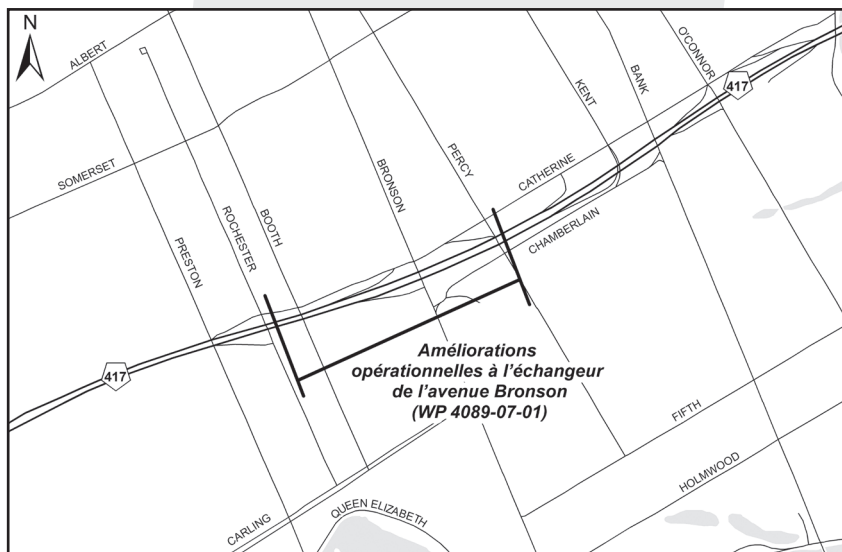 N
ALBERT
SOMERSET
PRESTON
ROCHESTER
BOOTH
BRONSON
PERCY
KENT
BANK
O'CONNOR
417
CATHERINE
CHAMBERLAIN
417
Améliorations
opérationnelles à l'échangeur
de l'avenue Bronson
(WP 4089-07-01)
FIFTH
HOLMWOOD
CARLING
QUEEN ELIZABETH